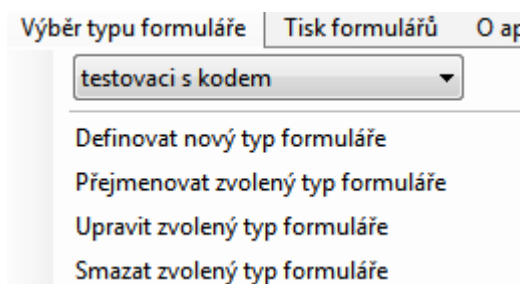 Výběr typu formuláře Tisk formulářů O
testovaci s kodem
Definovat nový typ formuláře
Přejmenovat zvolený typ formuláře
Upravit zvolený typ formuláře
Smazat zvolený typ formuláře